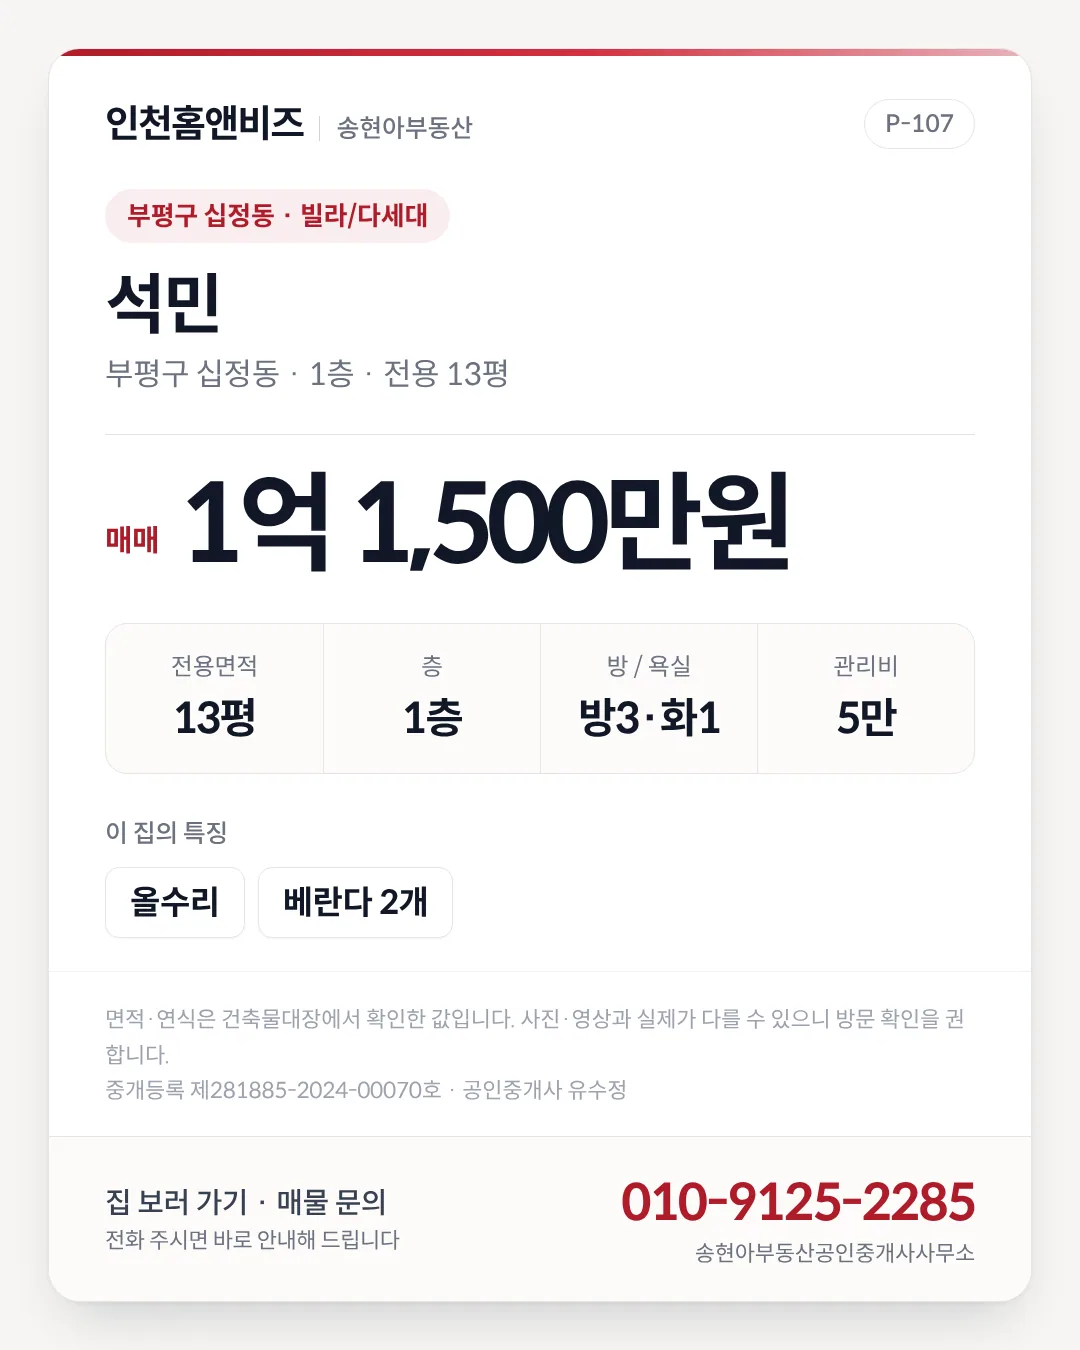 인천홈앤비즈 송현아부동산 P-107
부평구 십정동 · 빌라/다세대
석민
부평구 십정동 · 1층 · 전용 13평
매매 1억 1,500만원
전용면적 층 방 / 욕실 관리비
13평 1층 방3·화1 5만
이 집의 특징
올수리 베란다 2개
면적·연식은 건축물대장에서 확인한 값입니다. 사진·영상과 실제가 다를 수 있으니 방문 확인을 권
합니다.
중개등록 제281885-2024-00070호 · 공인중개사 유수정
집 보러 가기 · 매물 문의 010-9125-2285
전화 주시면 바로 안내해 드립니다 송현아부동산공인중개사사무소